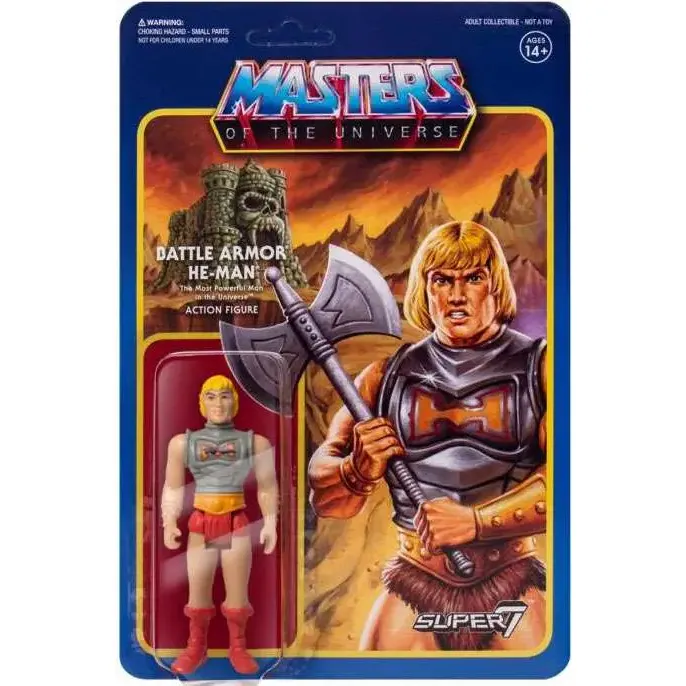 ⚠ WARNING:
CHOKING HAZARD - SMALL PARTS
NOT FOR CHILDREN UNDER 14 YEARS
ADULT COLLECTIBLE - NOT A TOY
AGES
14+
MASTERS
OF THE UNIVERSE
BATTLE ARMOR
HE-MAN
The Most Powerful Man
in the Universe™
ACTION FIGURE
H
SUPER7